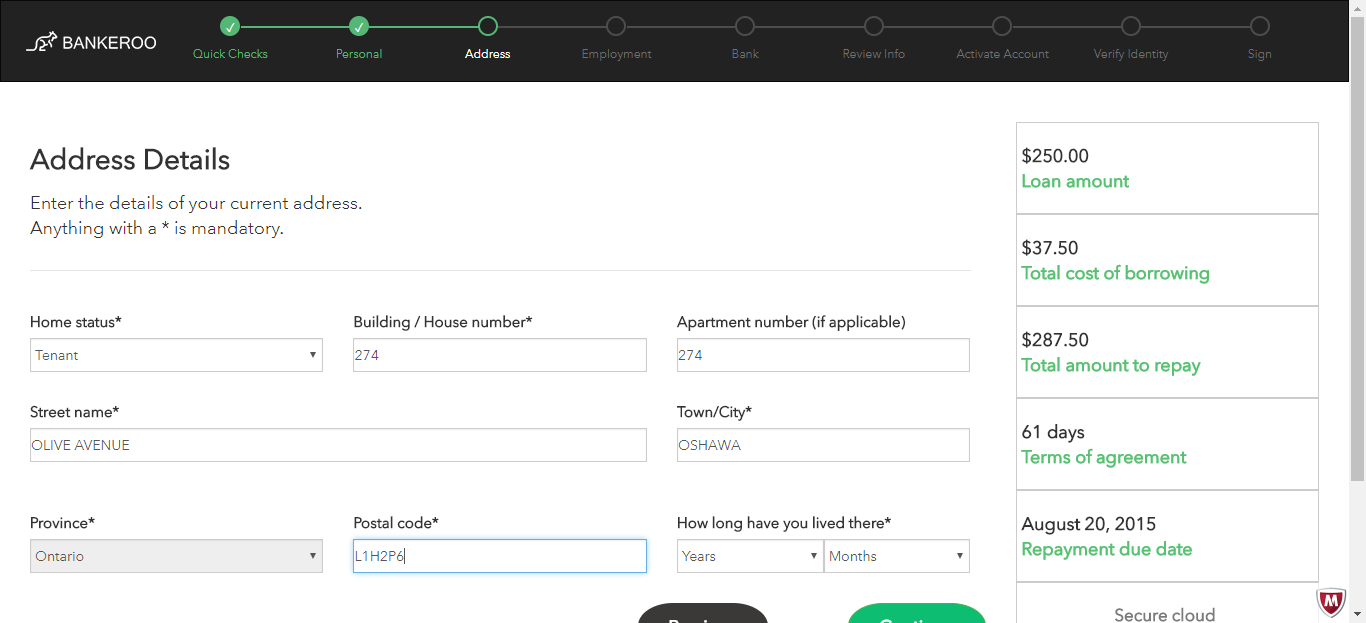 BANKEROO
Quick Checks
Personal
Address
Employment
Bank
Review Info
Activate Account
Verify Identity
Sign
Address Details
Enter the details of your current address.
Anything with a * is mandatory.
Home status*
Building / House number*
Apartment number (if applicable)
Tenant
274
274
Street name*
Town/City*
OLIVE AVENUE
OSHAWA
Province*
Postal code*
How long have you lived there*
Ontario
L1H2P6
Years
Months
$250.00
Loan amount
$37.50
Total cost of borrowing
$287.50
Total amount to repay
61 days
Terms of agreement
August 20, 2015
Repayment due date
Secure cloud